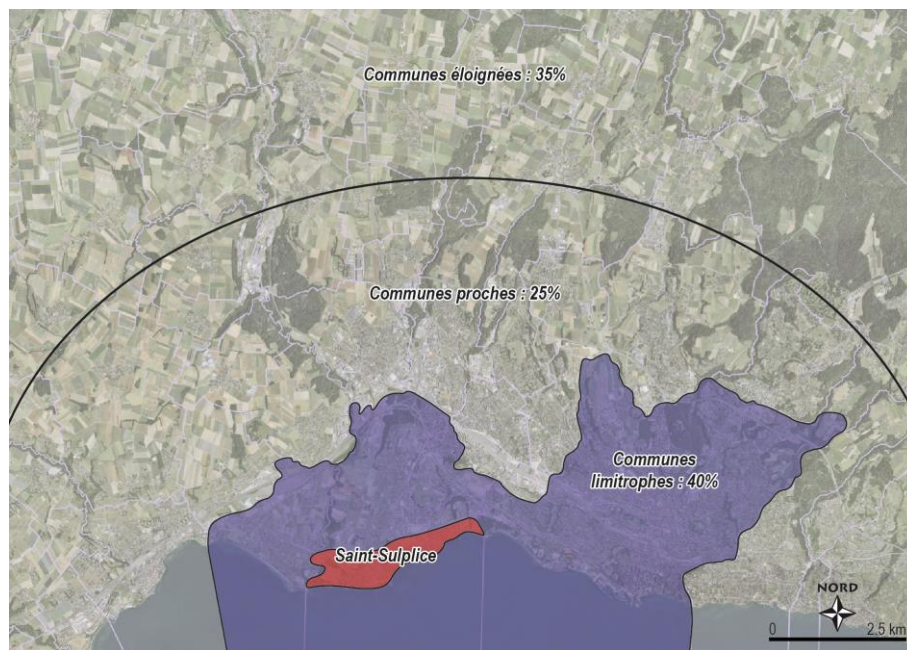 Communes éloignées : 35%
Communes proches : 25%
Communes
limitrophes : 40%
Saint-Sulplice
NORD
0 2.5 km